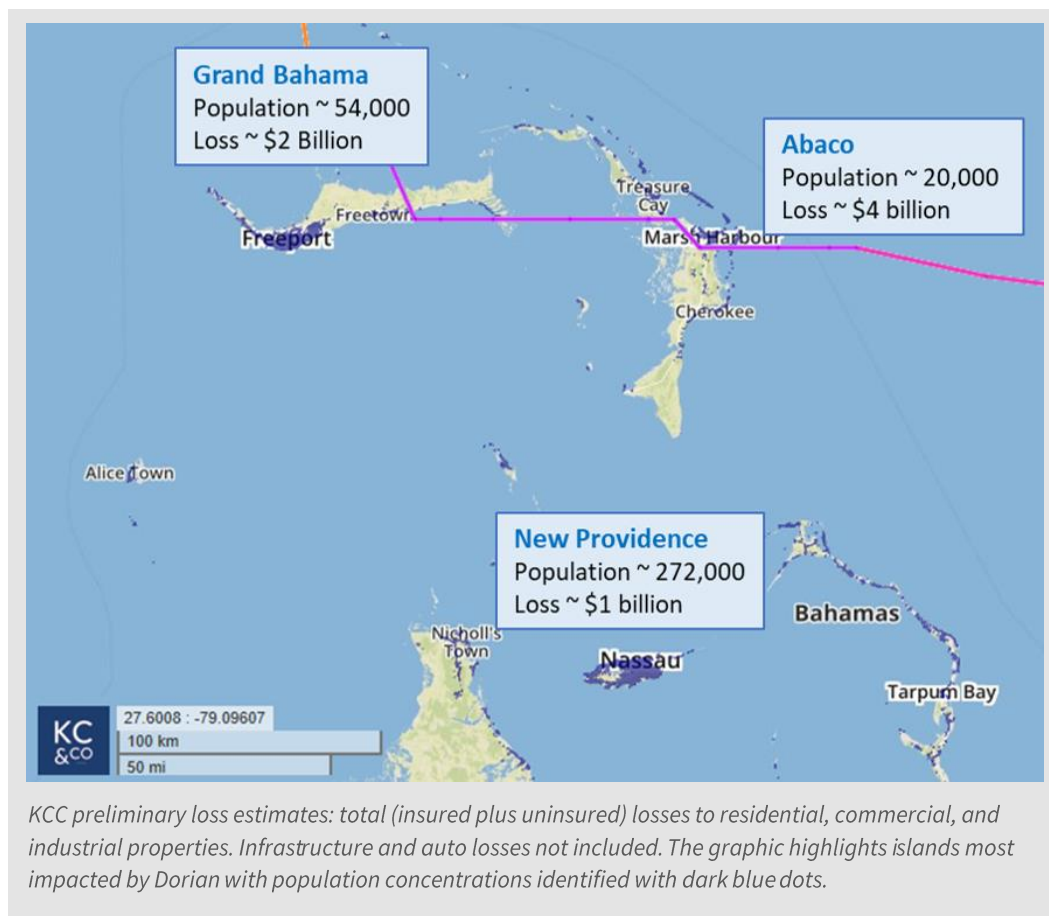 Grand Bahama
Population ~ 54,000
Loss ~ $2 Billion
Abaco
Population ~ 20,000
Loss ~ $4 billion
Treasure
Cay
Freetown
Freeport
Marsh Harbour
Cherokee
Alice Town
New Providence
Population ~ 272,000
Loss ~ $1 billion
Bahamas
Nicholl's
Town
Nassau
Tarpum Bay
KC
&CO
27.6008 : -79.09607
100 km
50 mi
KCC preliminary loss estimates: total (insured plus uninsured) losses to residential, commercial, and
industrial properties. Infrastructure and auto losses not included. The graphic highlights islands most
impacted by Dorian with population concentrations identified with dark blue dots.